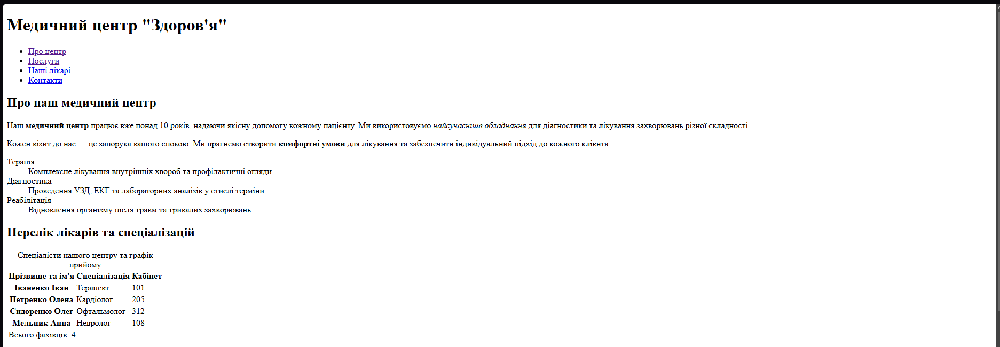 Медичний центр "Здоров'я"
Про центр
Послуги
Наші лікарі
Контакти
Про наш медичний центр
Наш медичний центр працює вже понад 10 років, надаючи якісну допомогу кожному пацієнту. Ми використовуємо найсучасніше обладнання для діагностики та лікування захворювань різної складності.
Кожен візит до нас — це запорука вашого спокою. Ми прагнемо створити комфортні умови для лікування та забезпечити індивідуальний підхід до кожного клієнта.
Терапія
Комплексне лікування внутрішніх хвороб та профілактичні огляди.
Діагностика
Проведення УЗД, ЕКГ та лабораторних аналізів у стислі терміни.
Реабілітація
Відновлення організму після травм та тривалих захворювань.
Перелік лікарів та спеціалізацій
Спеціалісти нашого центру та графік
прийому
Прізвище та ім'я Спеціалізація Кабінет
Іваненко Іван Терапевт 101
Петренко Олена Кардіолог 205
Сидоренко Олег Офтальмолог 312
Мельник Анна Невролог 108
Всього фахівців: 4